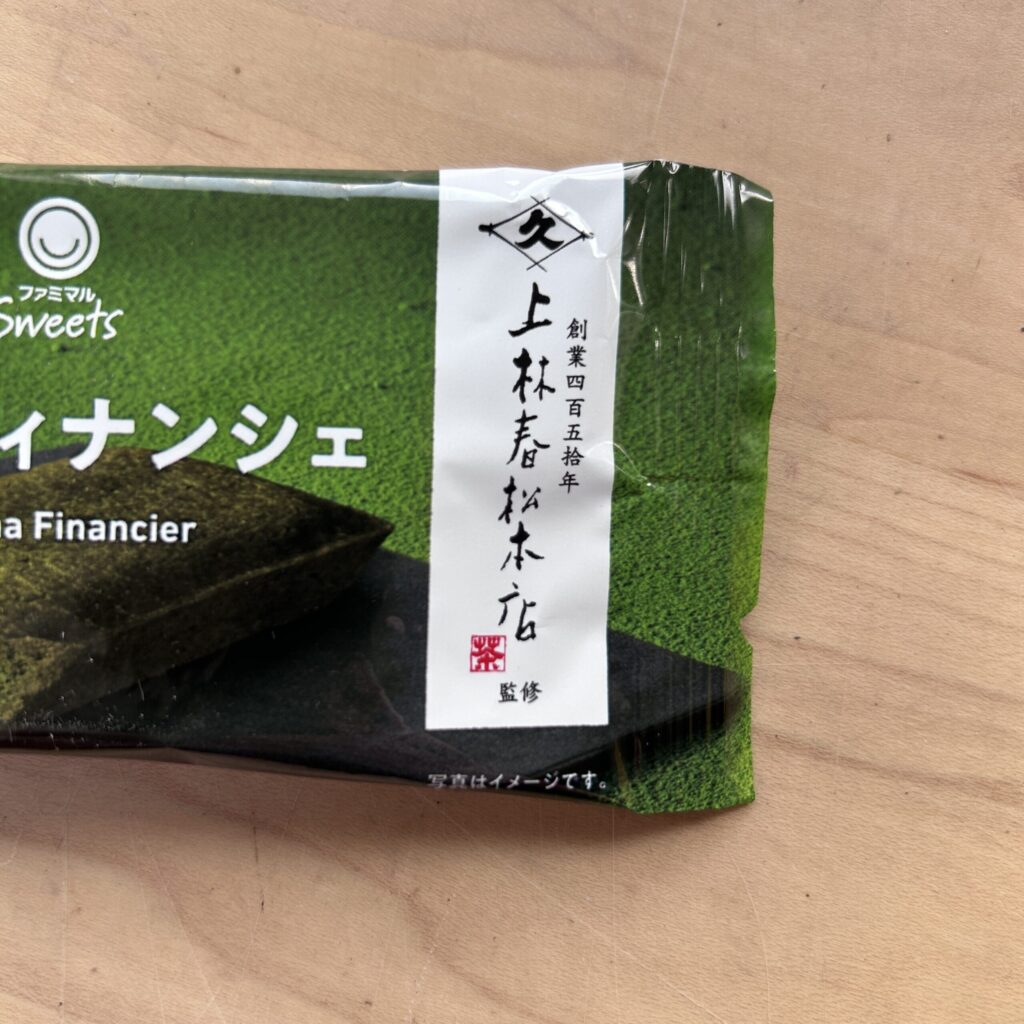 ファミマル
Sweets
ィナンシェ
ha Financier
久
創業四百五拾年
上林春松本店
茶
監修
写真はイメージです。